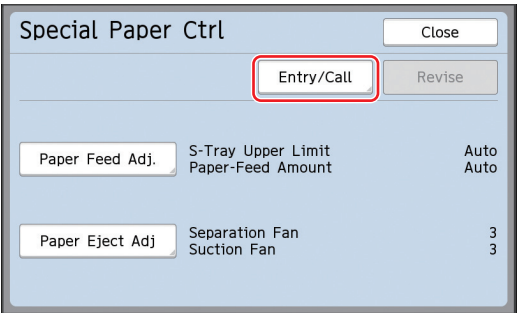 Special Paper Ctrl
Close
Entry/Call
Revise
Paper Feed Adj.
S-Tray Upper Limit Auto
Paper-Feed Amount Auto
Paper Eject Adj
Separation Fan 3
Suction Fan 3